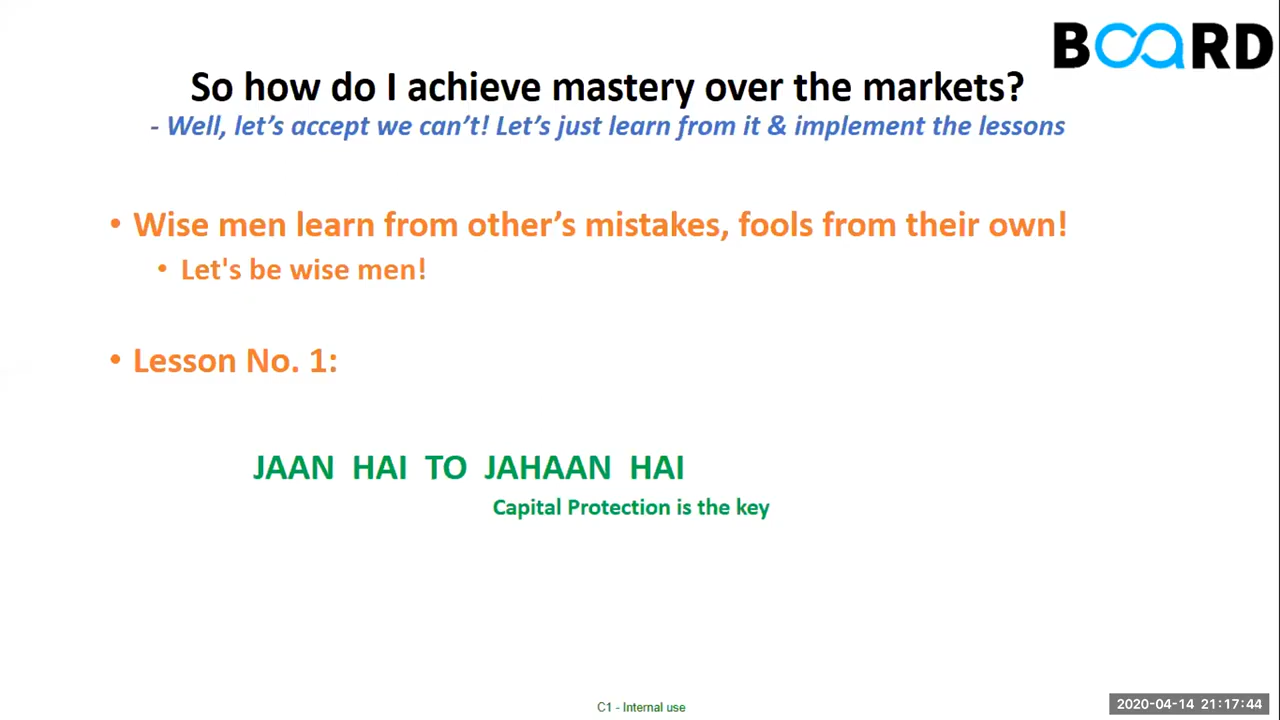 BOARD
So how do I achieve mastery over the markets?
- Well, let’s accept we can’t! Let’s just learn from it & implement the lessons
• Wise men learn from other’s mistakes, fools from their own!
• Let's be wise men!
• Lesson No. 1:
JAAN HAI TO JAHAAN HAI
Capital Protection is the key
C1 - Internal use
2020-04-14 21:17:44